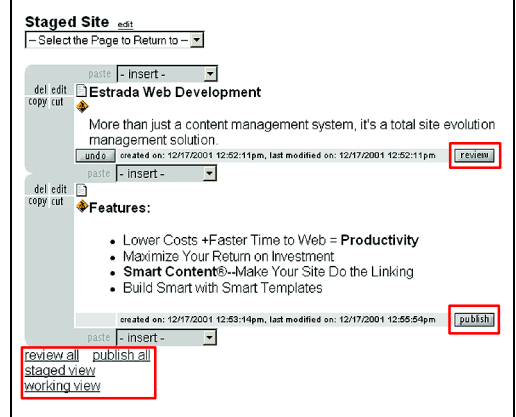 Staged Site edit
-- Select the Page to Return to --
paste - insert -
del edit Estrada Web Development
copy cut
More than just a content management system, it's a total site evolution
management solution.
undo created on: 12/17/2001 12:52:11pm, last modified on: 12/17/2001 12:52:11pm review
paste - insert -
del edit
copy cut
Features:
• Lower Costs +Faster Time to Web = Productivity
• Maximize Your Return on Investment
• Smart Content®--Make Your Site Do the Linking
• Build Smart with Smart Templates
created on: 12/17/2001 12:53:14pm, last modified on: 12/17/2001 12:55:54pm publish
paste - insert -
review all publish all
staged view
working view